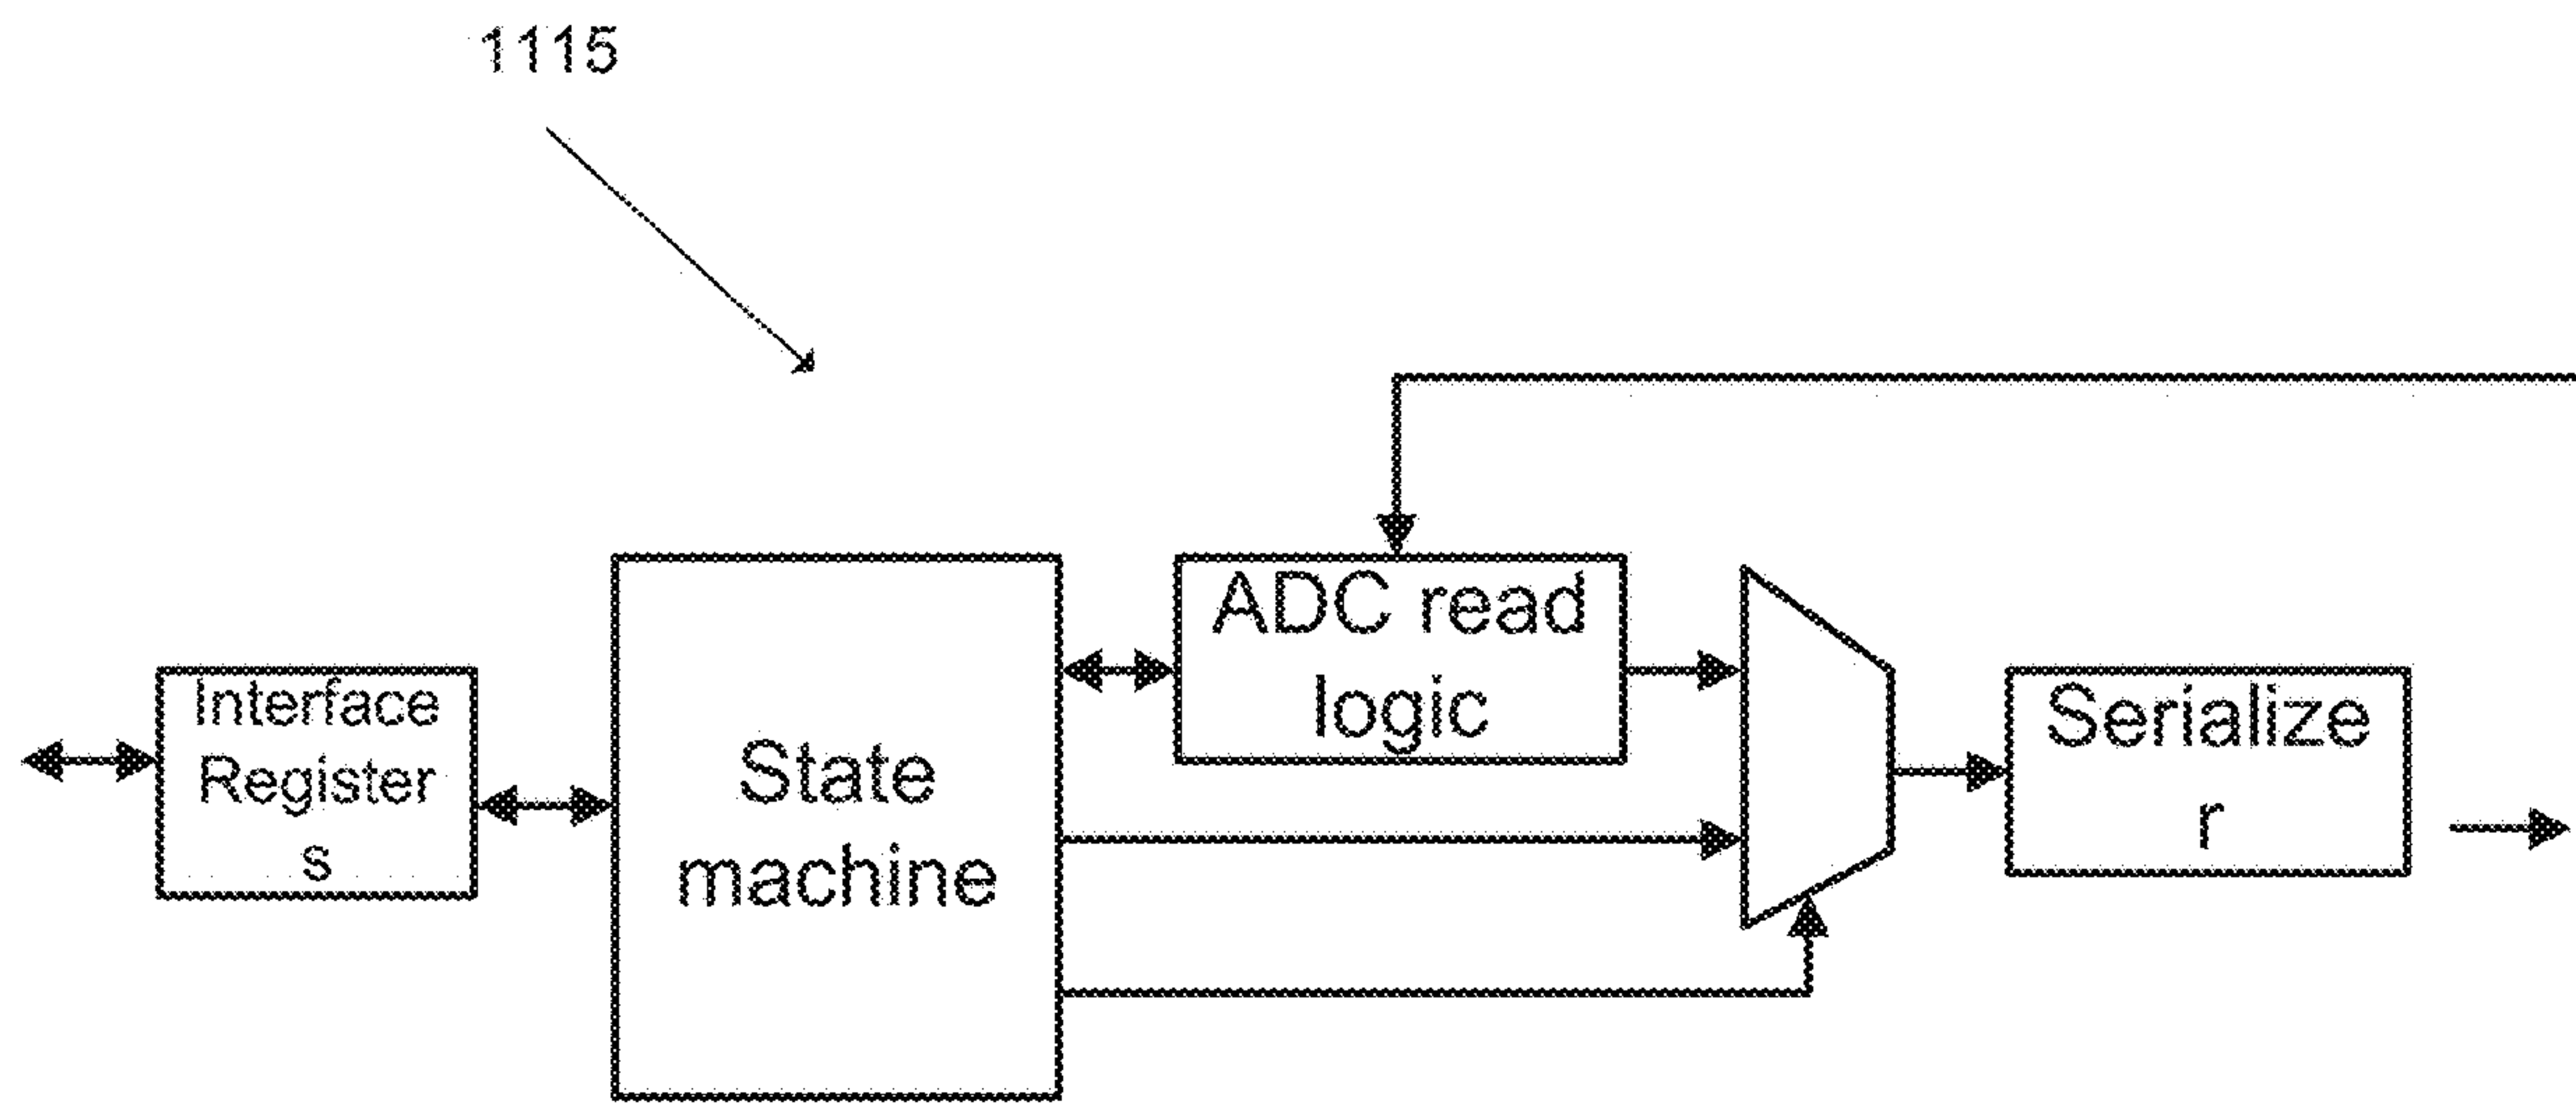 1115
ADC read
logic
Interface
Register
s
State
machine
Serialize
r